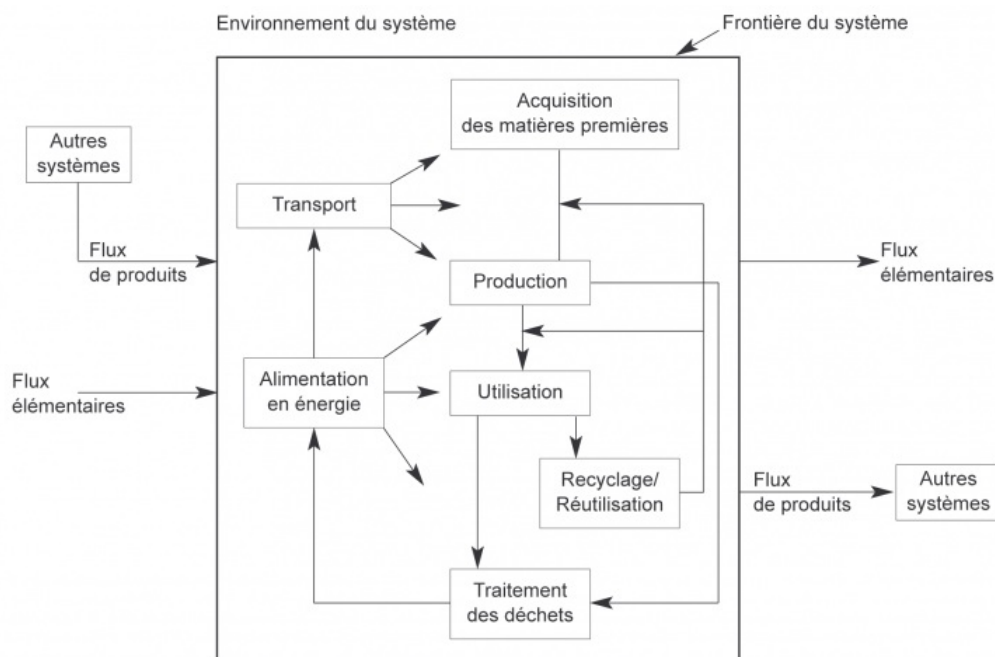 Environnement du système
Frontière du système
Acquisition
des matières premières
Autres
systèmes
Transport
Flux
de produits
Production
Flux
élémentaires
Flux
élémentaires
Alimentation
en énergie
Utilisation
Recyclage/
Réutilisation
Flux
de produits
Autres
systèmes
Traitement
des déchets